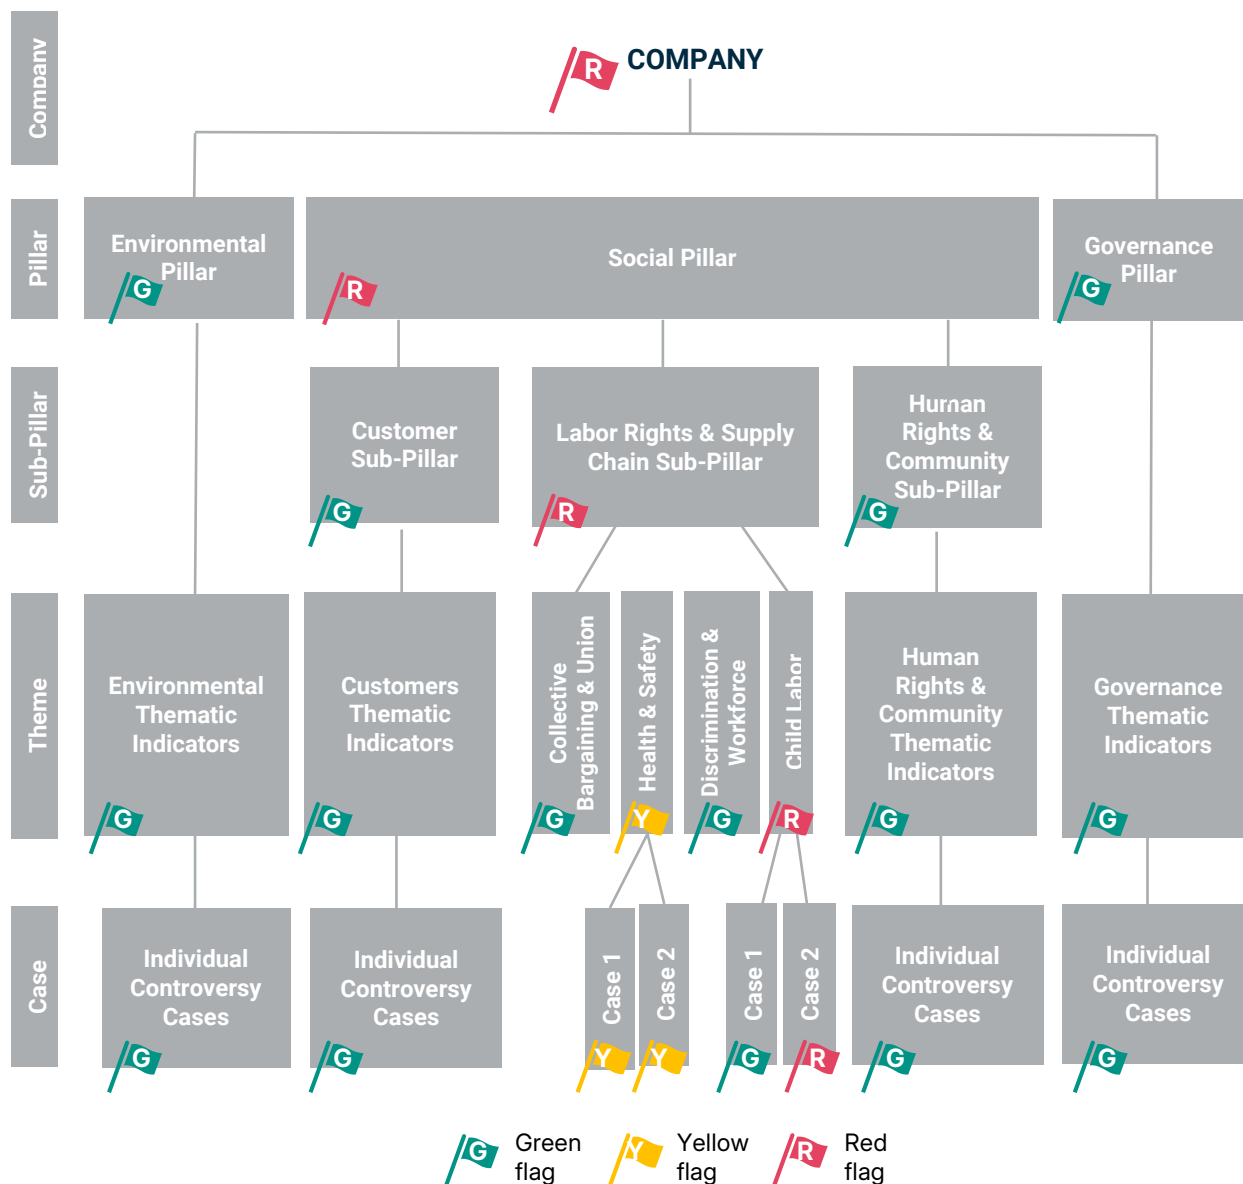 Company
R
COMPANY
Pillar
Environmental
Pillar
G
Social Pillar
R
Governance
Pillar
G
Sub-Pillar
Customer
Sub-Pillar
G
Labor Rights & Supply
Chain Sub-Pillar
R
Human
Rights &
Community
Sub-Pillar
G
Theme
Environmental
Thematic
Indicators
G
Customers
Thematic
Indicators
G
Collective
Bargaining & Union
G
Health & Safety
Y
Discrimination &
Workforce
G
Child Labor
R
Human
Rights &
Community
Thematic
Indicators
G
Governance
Thematic
Indicators
G
Case
Individual
Controversy
Cases
G
Individual
Controversy
Cases
G
Case 1
Y
Case 2
Y
Case 1
G
Case 2
R
Individual
Controversy
Cases
G
Individual
Controversy
Cases
G
G
Green
flag
Y
Yellow
flag
R
Red
flag